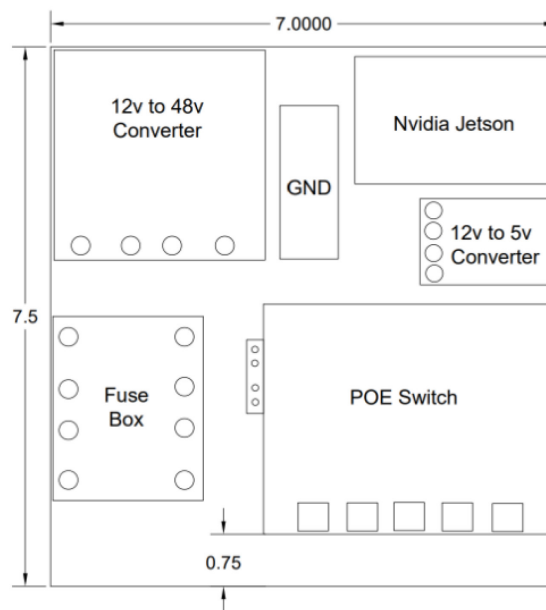 7.0000
12v to 48v
Converter
Nvidia Jetson
GND
12v to 5v
Converter
7.5
Fuse
Box
POE Switch
0.75